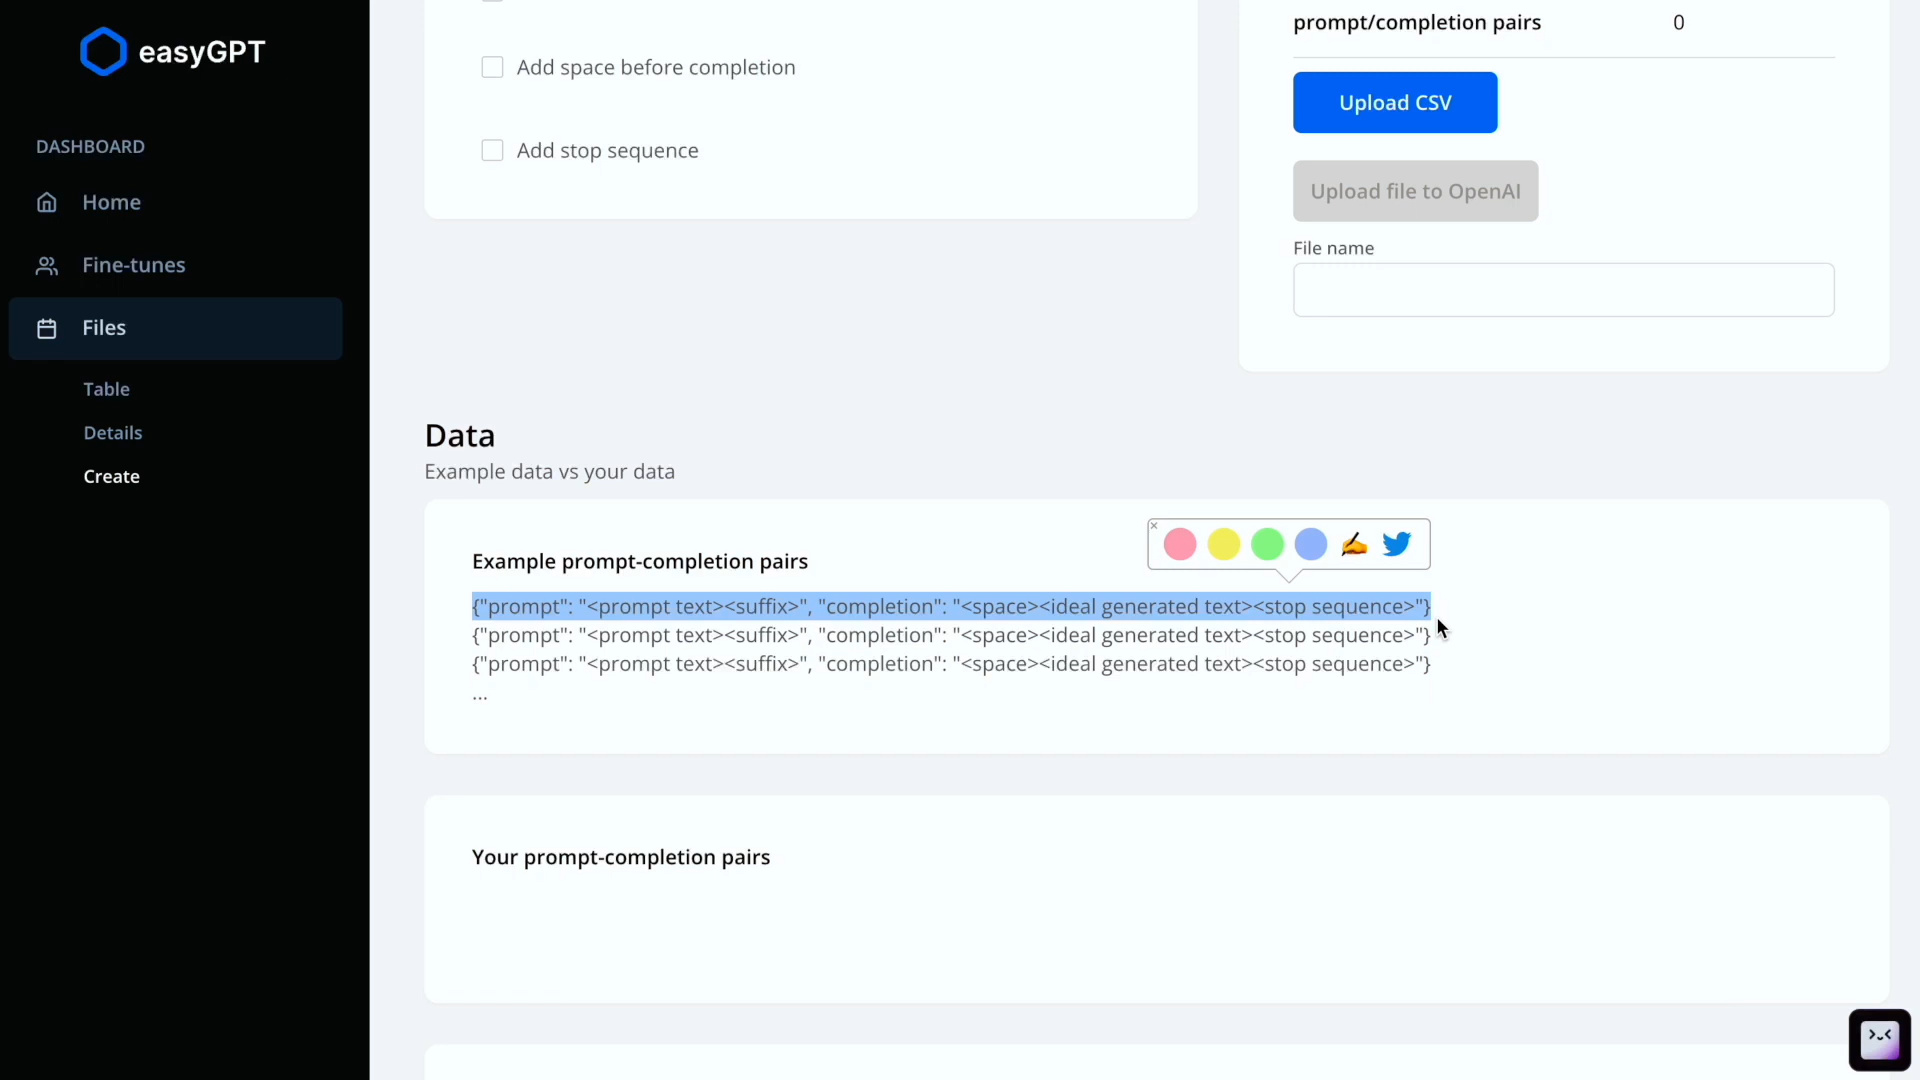 easyGPT
DASHBOARD
Home
Fine-tunes
Files
Table
Details
Create
Add space before completion
Add stop sequence
prompt/completion pairs 0
Upload CSV
Upload file to OpenAI
File name
Data
Example data vs your data
Example prompt-completion pairs
{"prompt": "<prompt text><suffix>", "completion": "<space><ideal generated text><stop sequence>"}
{"prompt": "<prompt text><suffix>", "completion": "<space><ideal generated text><stop sequence>"}
{"prompt": "<prompt text><suffix>", "completion": "<space><ideal generated text><stop sequence>"}
...
Your prompt-completion pairs